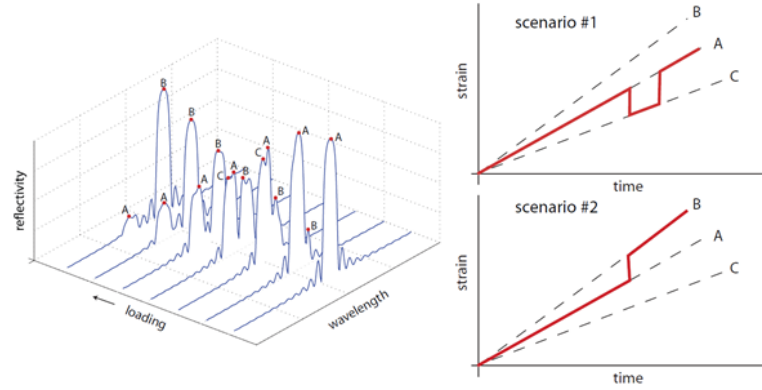 reflectivity
loading
wavelength
B
B
B
A
A
A
C
A
B
C
A
B
A
B
A
scenario #1
strain
time
B
A
C
scenario #2
strain
time
B
A
C